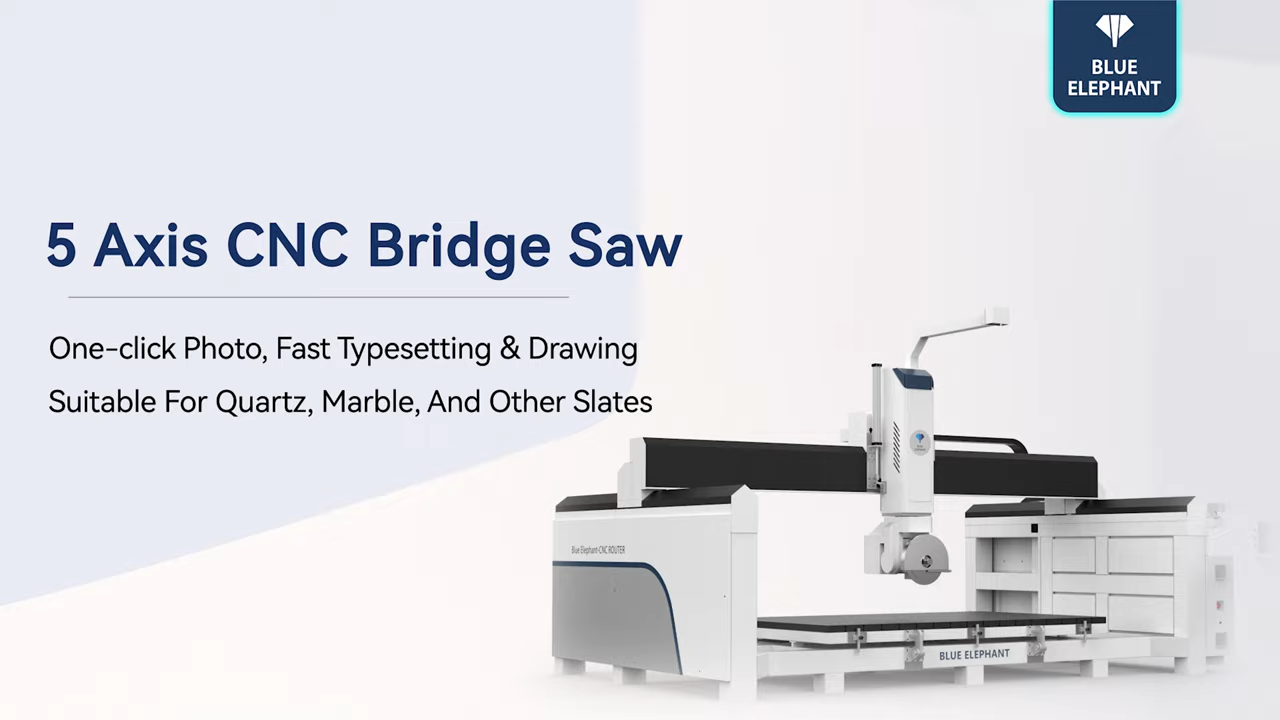 BLUE
ELEPHANT
5 Axis CNC Bridge Saw
One-click Photo, Fast Typesetting & Drawing
Suitable For Quartz, Marble, And Other Slates
Blue Elephant-CNC ROUTER
BLUE ELEPHANT